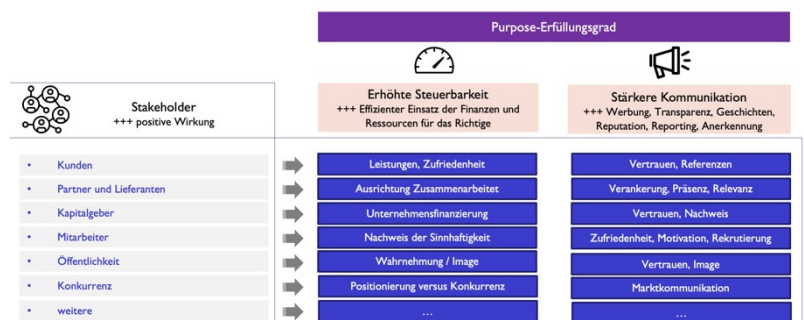 Purpose-Erfüllungsgrad
Stakeholder
+++ positive Wirkung
Erhöhte Steuerbarkeit
+++ Effizienter Einsatz der Finanzen und
Ressourcen für das Richtige
Stärkere Kommunikation
+++ Werbung, Transparenz, Geschichten,
Reputation, Reporting, Anerkennung
• Kunden
Leistungen, Zufriedenheit
Vertrauen, Referenzen
• Partner und Lieferanten
Ausrichtung Zusammenarbeitet
Verankerung, Präsenz, Relevanz
• Kapitalgeber
Unternehmensfinanzierung
Vertrauen, Nachweis
• Mitarbeiter
Nachweis der Sinnhaftigkeit
Zufriedenheit, Motivation, Rekrutierung
• Öffentlichkeit
Wahrnehmung / Image
Vertrauen, Image
• Konkurrenz
Positionierung versus Konkurrenz
Marktkommunikation
• weitere
...
...